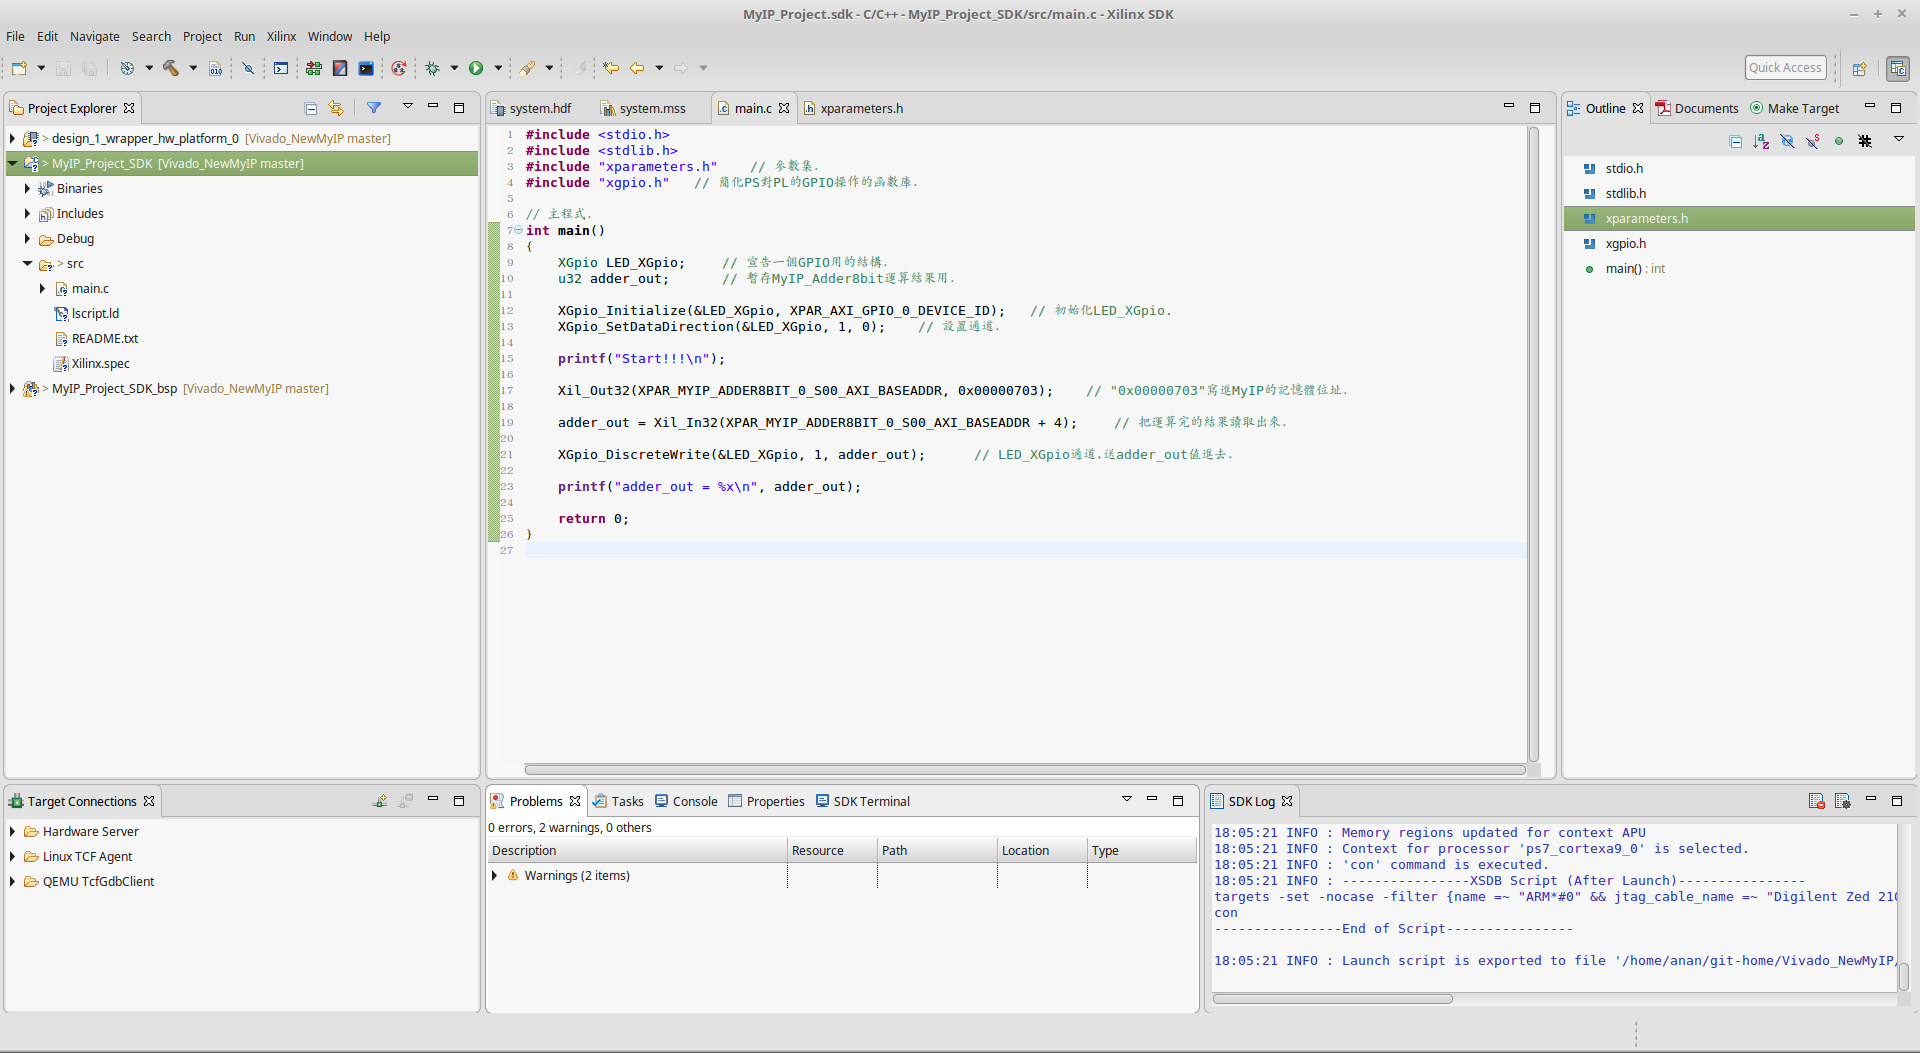 MyIP_Project.sdk - C/C++ - MyIP_Project_SDK/src/main.c - Xilinx SDK
File Edit Navigate Search Project Run Xilinx Window Help
Quick Access
Project Explorer
> design_1_wrapper_hw_platform_0 [Vivado_NewMyIP master]
> MyIP_Project_SDK [Vivado_NewMyIP master]
Binaries
Includes
Debug
> src
main.c
lscript.ld
README.txt
Xilinx.spec
> MyIP_Project_SDK_bsp [Vivado_NewMyIP master]
system.hdf system.mss main.c xparameters.h
1 #include <stdio.h>
2 #include <stdlib.h>
3 #include "xparameters.h" // 參數集.
4 #include "xgpio.h" // 簡化PS對PL的GPIO操作的函數庫.
5
6 // 主程式.
7 int main()
8 {
9 XGpio LED_XGpio; // 宣告一個GPIO用的結構.
10 u32 adder_out; // 暫存MyIP_Adder8bit運算結果用.
11
12 XGpio_Initialize(&LED_XGpio, XPAR_AXI_GPIO_0_DEVICE_ID); // 初始化LED_XGpio.
13 XGpio_SetDataDirection(&LED_XGpio, 1, 0); // 設置通道.
14
15 printf("Start!!!\n");
16
17 Xil_Out32(XPAR_MYIP_ADDER8BIT_0_S00_AXI_BASEADDR, 0x00000703); // "0x00000703"寫進MyIP的記憶體位址.
18
19 adder_out = Xil_In32(XPAR_MYIP_ADDER8BIT_0_S00_AXI_BASEADDR + 4); // 把運算完的結果讀取出來.
20
21 XGpio_DiscreteWrite(&LED_XGpio, 1, adder_out); // LED_XGpio通道.送adder_out值進去.
22
23 printf("adder_out = %x\n", adder_out);
24
25 return 0;
26 }
27
Outline Documents Make Target
stdio.h
stdlib.h
xparameters.h
xgpio.h
main() : int
Target Connections
Hardware Server
Linux TCF Agent
QEMU TcfGdbClient
Problems Tasks Console Properties SDK Terminal
0 errors, 2 warnings, 0 others
Description Resource Path Location Type
Warnings (2 items)
SDK Log
18:05:21 INFO : Memory regions updated for context APU
18:05:21 INFO : Context for processor 'ps7_cortexa9_0' is selected.
18:05:21 INFO : 'con' command is executed.
18:05:21 INFO : ----------------XSDB Script (After Launch)----------------
targets -set -nocase -filter {name =~ "ARM*#0" && jtag_cable_name =~ "Digilent Zed 210
con
----------------End of Script----------------
18:05:21 INFO : Launch script is exported to file '/home/anan/git-home/Vivado_NewMyIP/